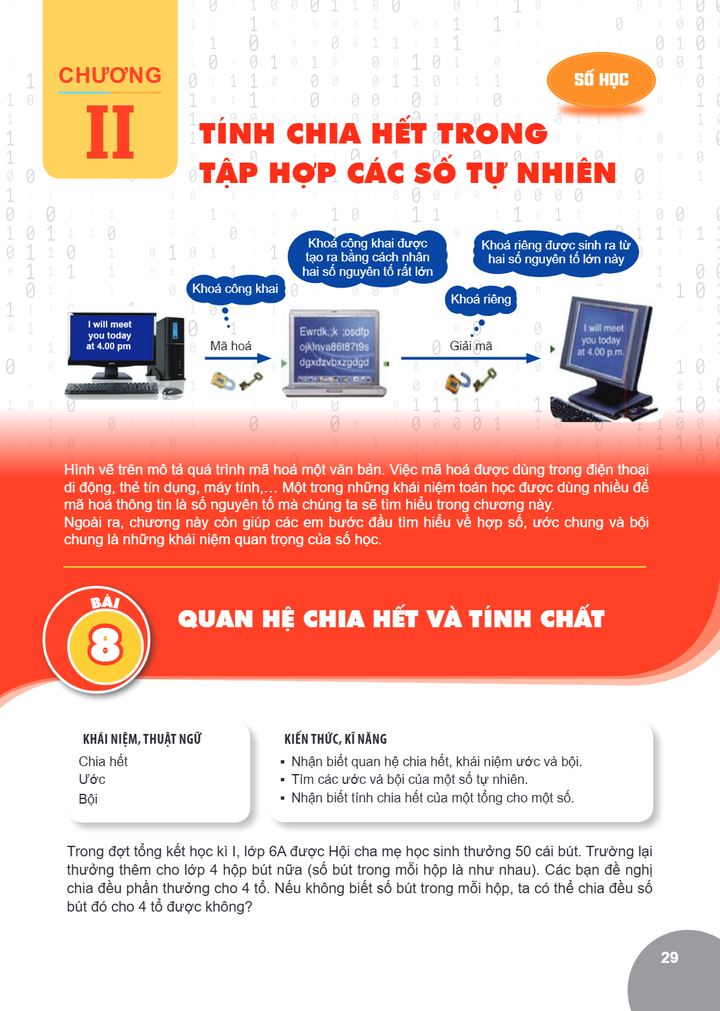 CHƯƠNG
II
SỐ HỌC
TÍNH CHIA HẾT TRONG
TẬP HỢP CÁC SỐ TỰ NHIÊN
Khoá công khai
Khoá cộng khai được
tạo ra bằng cách nhân
hai số nguyên tố rất lớn
Khoá riêng được sinh ra từ
hai số nguyên tố lớn này
Khoá riêng
I will meet
you today
at 4.00 pm
Mã hoá
Ewrdk,;k ;osdfp
ojklnva86t87t9s
dgxdzvbxzgdgd
Giải mã
I will meet
you today
at 4.00 p.m.
Hình vẽ trên mô tả quá trình mã hoá một văn bản. Việc mã hoá được dùng trong điện thoại
di động, thẻ tín dụng, máy tính,... Một trong những khái niệm toán học được dùng nhiều để
mã hoá thông tin là số nguyên tố mà chúng ta sẽ tìm hiểu trong chương này.
Ngoài ra, chương này còn giúp các em bước đầu tìm hiểu về hợp số, ước chung và bội
chung là những khái niệm quan trọng của số học.
BÀI
8
QUAN HỆ CHIA HẾT VÀ TÍNH CHẤT
KHÁI NIỆM, THUẬT NGỮ
Chia hết
Ước
Bội
KIẾN THỨC, KĨ NĂNG
▪ Nhận biết quan hệ chia hết, khái niệm ước và bội.
▪ Tìm các ước và bội của một số tự nhiên.
▪ Nhận biết tính chia hết của một tổng cho một số.
Trong đợt tổng kết học kì I, lớp 6A được Hội cha mẹ học sinh thưởng 50 cái bút. Trường lại
thưởng thêm cho lớp 4 hộp bút nữa (số bút trong mỗi hộp là như nhau). Các bạn đề nghị
chia đều phần thưởng cho 4 tổ. Nếu không biết số bút trong mỗi hộp, ta có thể chia đều số
bút đó cho 4 tổ được không?
29